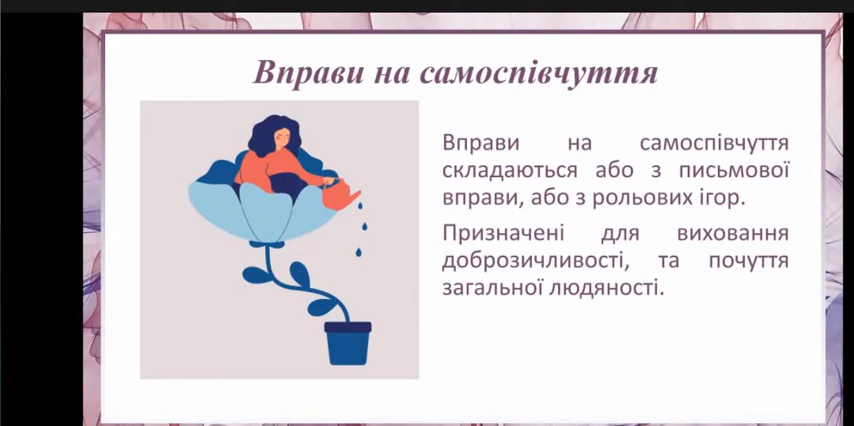 Вправи на самоспівчуття
Вправи на самоспівчуття
складаються або з письмової
вправи, або з рольових ігор.
Призначені для виховання
доброзичливості, та почуття
загальної людяності.